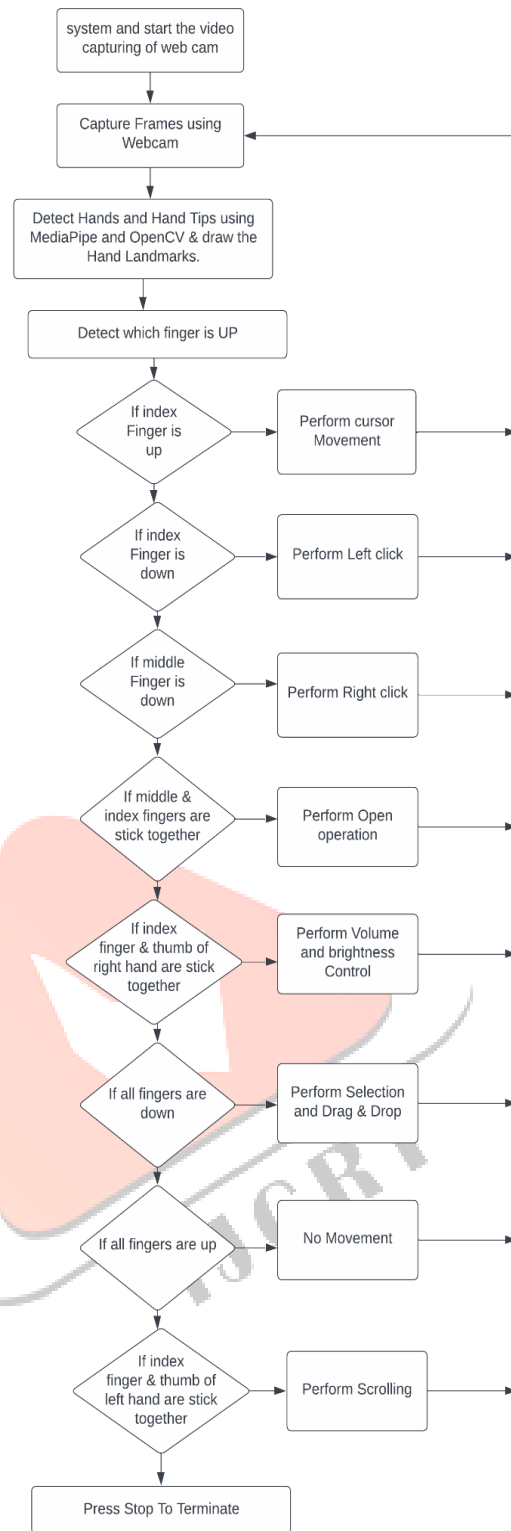 system and start the video
capturing of web cam
Capture Frames using
Webcam
Detect Hands and Hand Tips using
MediaPipe and OpenCV & draw the
Hand Landmarks.
Detect which finger is UP
If index
Finger is
up
Perform cursor
Movement
If index
Finger is
down
Perform Left click
If middle
Finger is
down
Perform Right click
If middle &
index fingers are
stick together
Perform Open
operation
If index
finger & thumb of
right hand are stick
together
Perform Volume
and brightness
Control
If all fingers are
down
Perform Selection
and Drag & Drop
If all fingers are up
No Movement
IJCRT
If index
finger & thumb of
left hand are stick
together
Perform Scrolling
Press Stop To Terminate